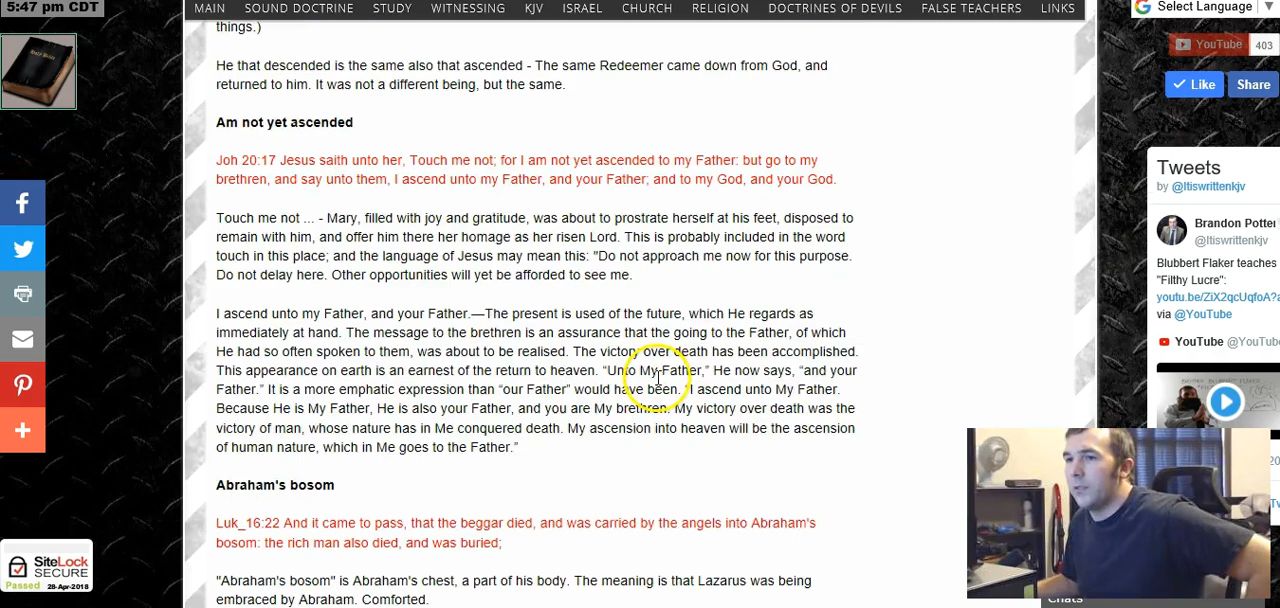 5:47 pm CDT
MAIN SOUND DOCTRINE STUDY WITNESSING KJV ISRAEL CHURCH RELIGION DOCTRINES OF DEVILS FALSE TEACHERS LINKS
Select Language
things.)
YouTube 403
He that descended is the same also that ascended - The same Redeemer came down from God, and
returned to him. It was not a different being, but the same.
Like Share
Am not yet ascended
Joh 20:17 Jesus saith unto her, Touch me not; for I am not yet ascended to my Father: but go to my
brethren, and say unto them, I ascend unto my Father, and your Father; and to my God, and your God.
Touch me not ... - Mary, filled with joy and gratitude, was about to prostrate herself at his feet, disposed to
remain with him, and offer him there her homage as her risen Lord. This is probably included in the word
touch in this place; and the language of Jesus may mean this: "Do not approach me now for this purpose.
Do not delay here. Other opportunities will yet be afforded to see me.
I ascend unto my Father, and your Father.—The present is used of the future, which He regards as
immediately at hand. The message to the brethren is an assurance that the going to the Father, of which
He had so often spoken to them, was about to be realised. The victory over death has been accomplished.
This appearance on earth is an earnest of the return to heaven. “Unto My Father,” He now says, “and your
Father.” It is a more emphatic expression than “our Father” would have been. “I ascend unto My Father.
Because He is My Father, He is also your Father, and you are My brethren. My victory over death was the
victory of man, whose nature has in Me conquered death. My ascension into heaven will be the ascension
of human nature, which in Me goes to the Father.”
Abraham's bosom
Luk_16:22 And it came to pass, that the beggar died, and was carried by the angels into Abraham's
bosom: the rich man also died, and was buried;
"Abraham's bosom" is Abraham's chest, a part of his body. The meaning is that Lazarus was being
embraced by Abraham. Comforted.
Tweets
by @Itiswrittenkjv
Brandon Potter
@Itiswrittenkjv
Blubbert Flaker teaches
"Filthy Lucre":
youtu.be/ZiX2qcUqfoA?
via @YouTube
YouTube @YouTu
SiteLock
SECURE
Passed 28-Apr-2018
Chats